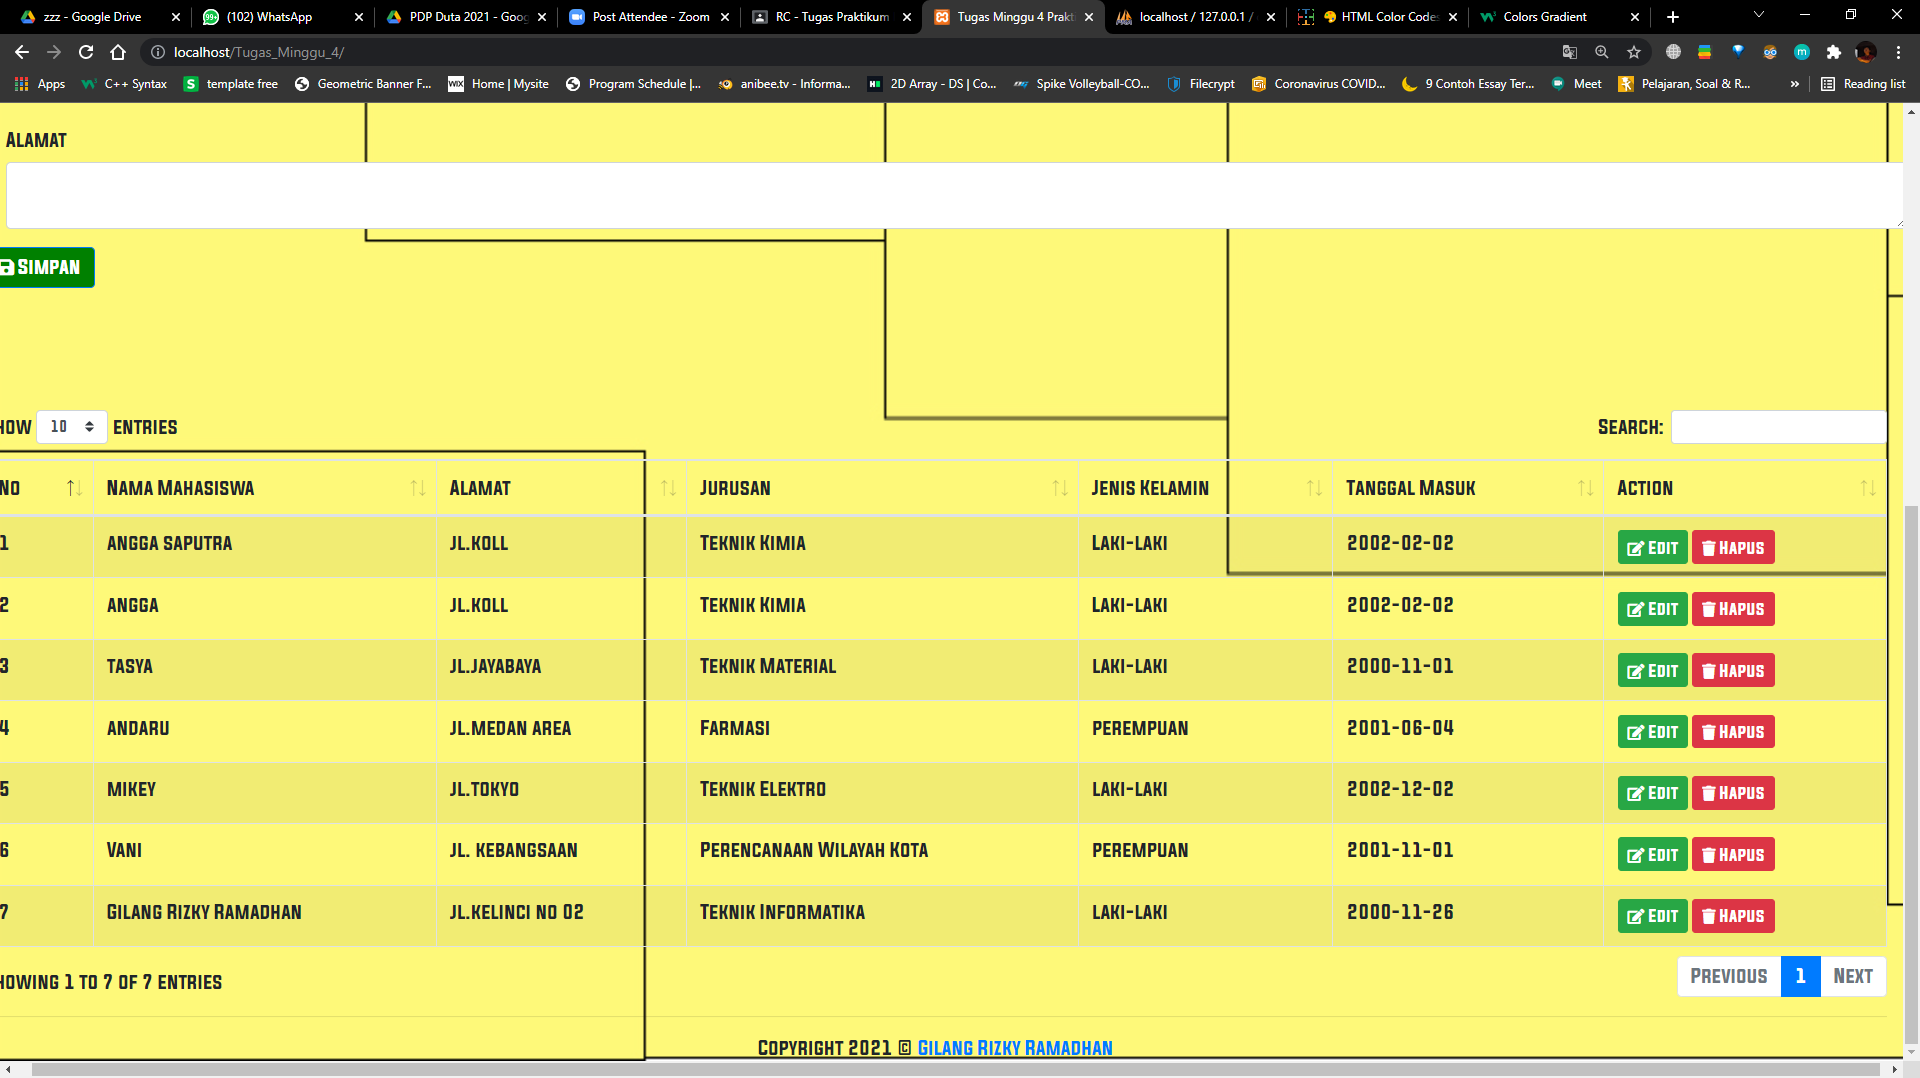 zzz - Google Drive
(102) WhatsApp
PDP Duta 2021 - Goog
Post Attendee - Zoom
RC - Tugas Praktikum
Tugas Minggu 4 Prakt
localhost / 127.0.0.1 /
HTML Color Codes
Colors Gradient
localhost/Tugas_Minggu_4/
Apps
C++ Syntax
template free
Geometric Banner F...
Home | Mysite
Program Schedule |...
anibee.tv - Informa...
2D Array - DS | Co...
Spike Volleyball-CO...
Filecrypt
Coronavirus COVID...
9 Contoh Essay Ter...
Meet
Pelajaran, Soal & R...
»
Reading list
ALAMAT
SIMPAN
HOW 10 ENTRIES
SEARCH:
NO NAMA MAHASISWA ALAMAT JURUSAN JENIS KELAMIN TANGGAL MASUK ACTION
1 ANGGA SAPUTRA JL.KOLL TEKNIK KIMIA LAKI-LAKI 2002-02-02 EDIT HAPUS
2 ANGGA JL.KOLL TEKNIK KIMIA LAKI-LAKI 2002-02-02 EDIT HAPUS
3 TASYA JL.JAYABAYA TEKNIK MATERIAL LAKI-LAKI 2000-11-01 EDIT HAPUS
4 ANDARU JL.MEDAN AREA FARMASI PEREMPUAN 2001-06-04 EDIT HAPUS
5 MIKEY JL.TOKYO TEKNIK ELEKTRO LAKI-LAKI 2002-12-02 EDIT HAPUS
6 VANI JL. KEBANGSAAN PERENCANAAN WILAYAH KOTA PEREMPUAN 2001-11-01 EDIT HAPUS
7 GILANG RIZKY RAMADHAN JL.KELINCI NO 02 TEKNIK INFORMATIKA LAKI-LAKI 2000-11-26 EDIT HAPUS
HOWING 1 TO 7 OF 7 ENTRIES
PREVIOUS 1 NEXT
COPYRIGHT 2021 © GILANG RIZKY RAMADHAN